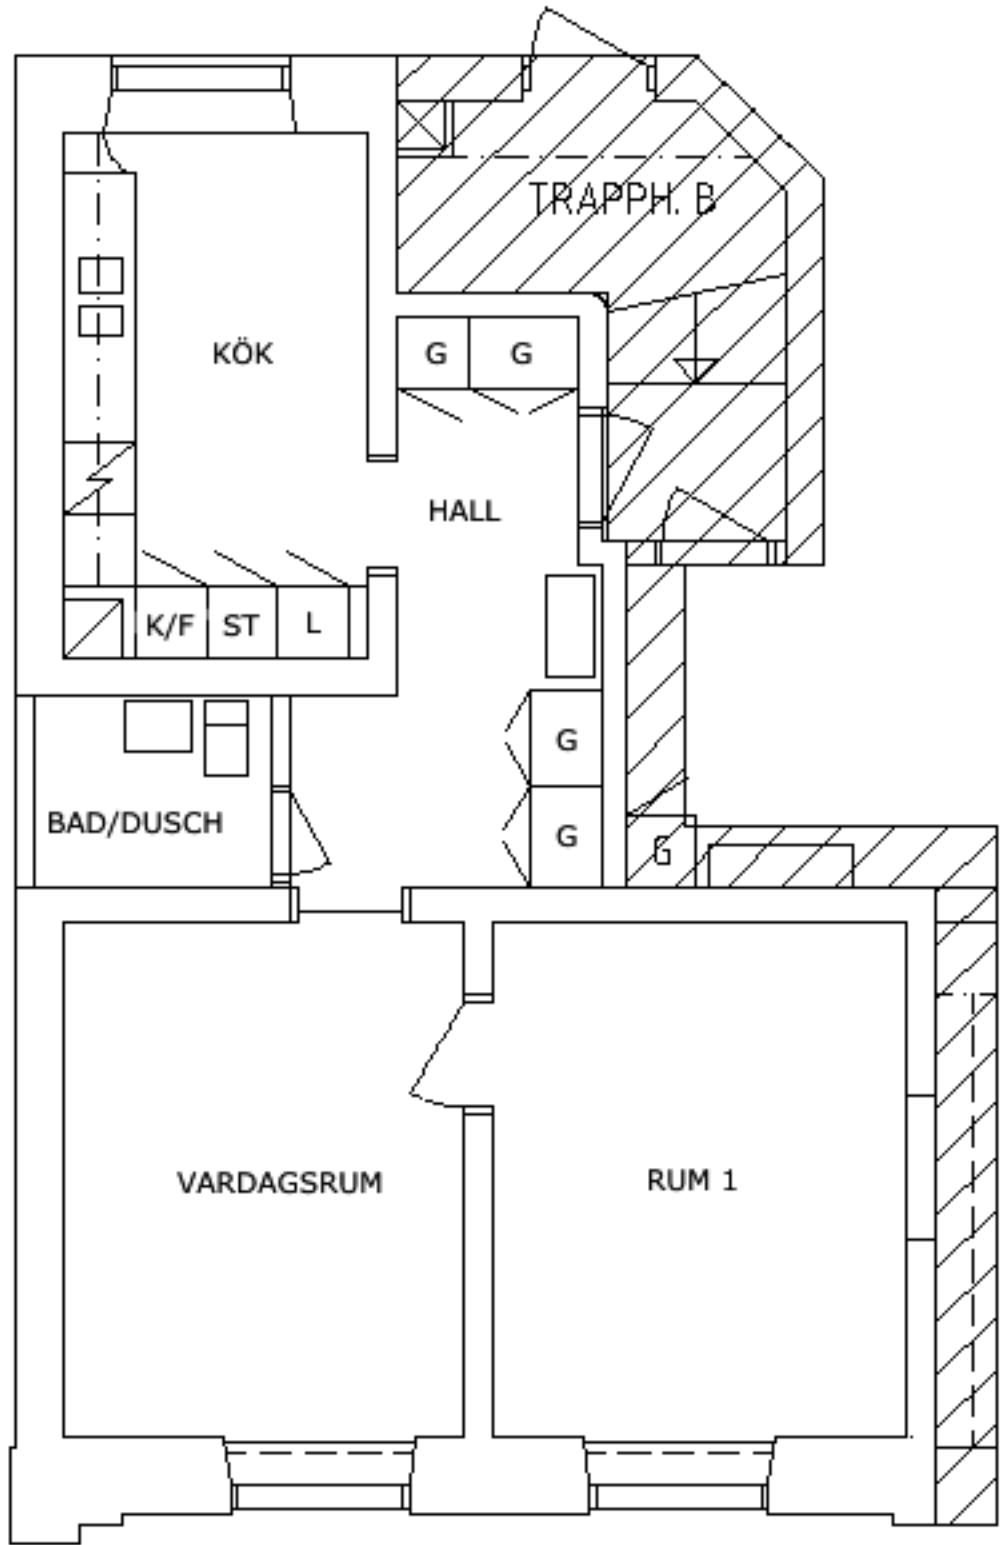 TRAPPH. B
KÖK
G
G
HALL
K/F
ST
L
G
BAD/DUSCH
G
G
VARDAGSRUM
RUM 1